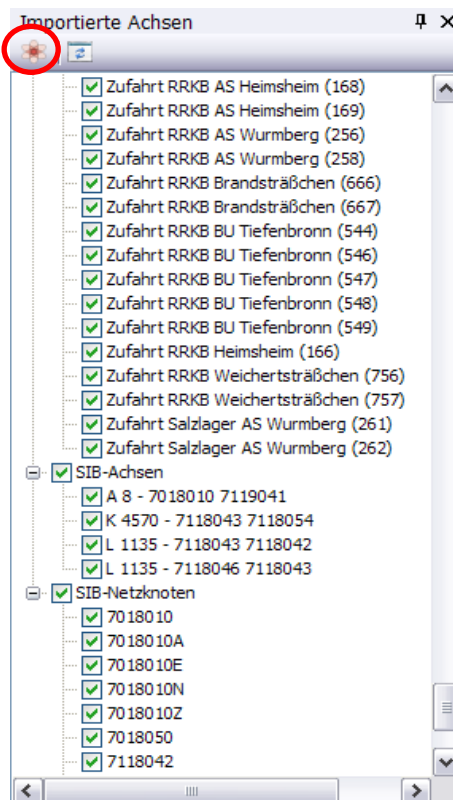 Importierte Achsen
Zufahrt RRKB AS Heimsheim (168)
Zufahrt RRKB AS Heimsheim (169)
Zufahrt RRKB AS Wurmberg (256)
Zufahrt RRKB AS Wurmberg (258)
Zufahrt RRKB Brandsträßchen (666)
Zufahrt RRKB Brandsträßchen (667)
Zufahrt RRKB BU Tiefenbronn (544)
Zufahrt RRKB BU Tiefenbronn (546)
Zufahrt RRKB BU Tiefenbronn (547)
Zufahrt RRKB BU Tiefenbronn (548)
Zufahrt RRKB BU Tiefenbronn (549)
Zufahrt RRKB Heimsheim (166)
Zufahrt RRKB Weichertsträßchen (756)
Zufahrt RRKB Weichertsträßchen (757)
Zufahrt Salzlager AS Wurmberg (261)
Zufahrt Salzlager AS Wurmberg (262)
SIB-Achsen
A 8 - 7018010 7119041
K 4570 - 7118043 7118054
L 1135 - 7118043 7118042
L 1135 - 7118046 7118043
SIB-Netzknoten
7018010
7018010A
7018010E
7018010N
7018010Z
7018050
7118042